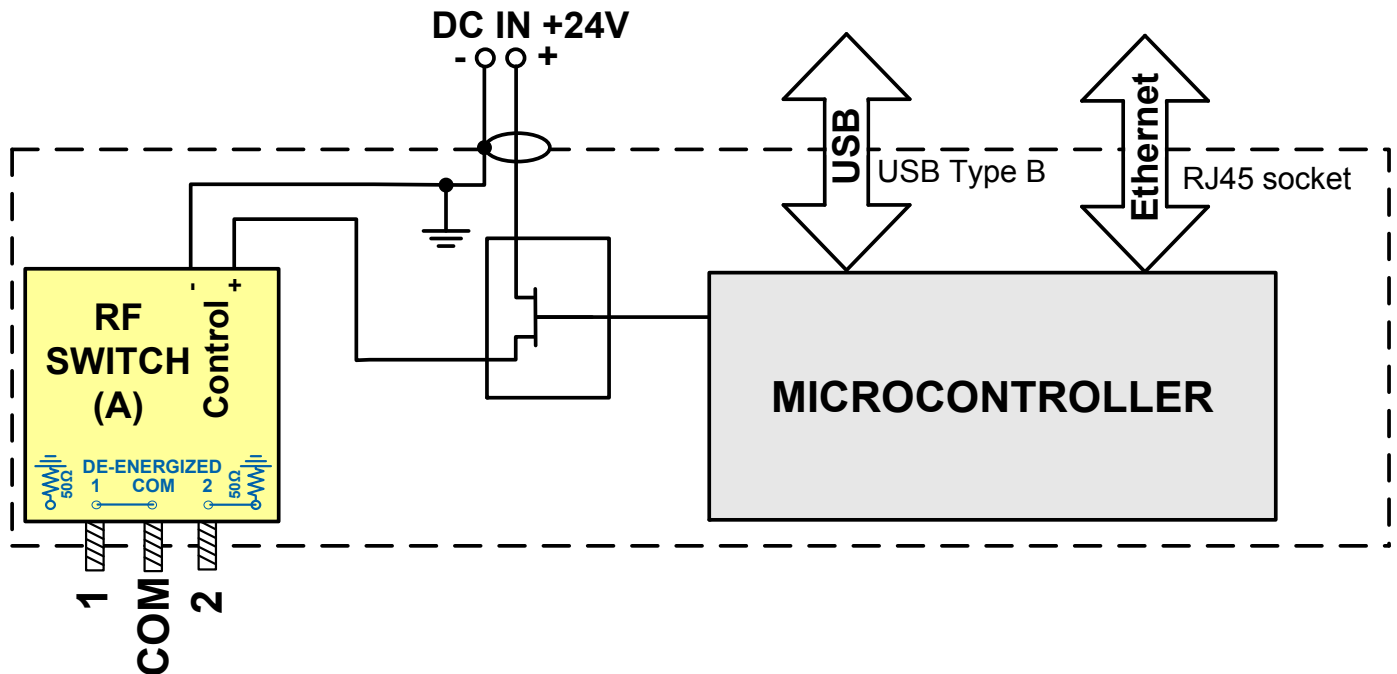 DC IN +24V
- +
USB
USB Type B
Ethernet
RJ45 socket
- +
Control
RF
SWITCH
(A)
MICROCONTROLLER
DE-ENERGIZED
50Ω
1 COM 2
50Ω
1
COM
2